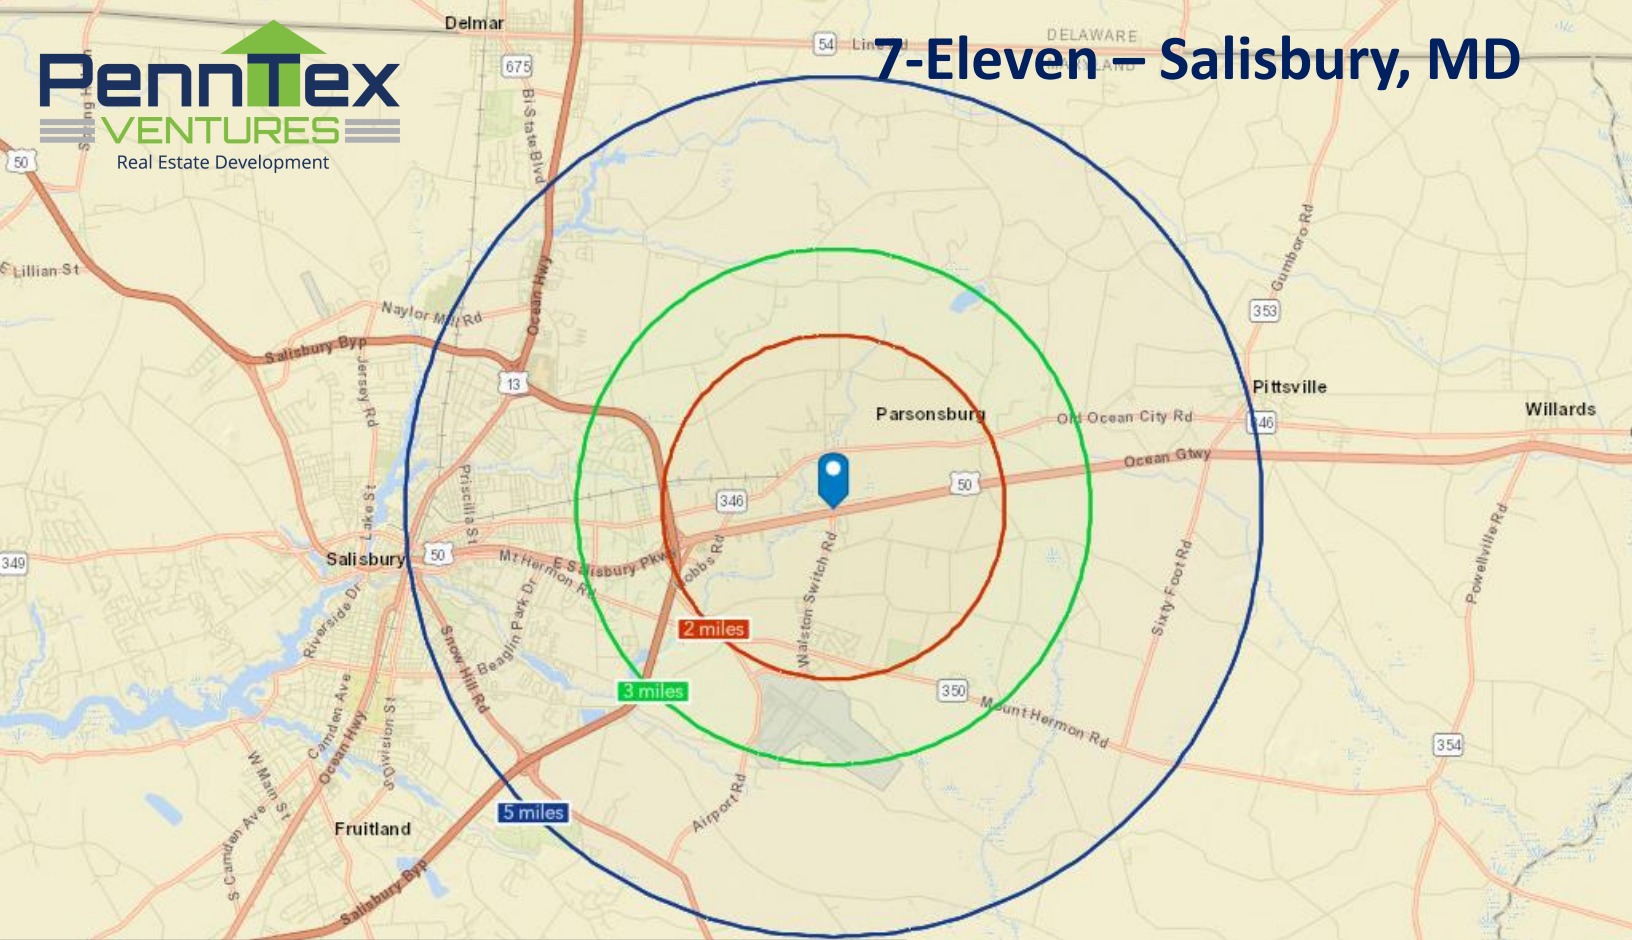 Delmar
54
Line Rd
DELAWARE
MARYLAND
7-Eleven – Salisbury, MD
PennTex
VENTURES
Real Estate Development
675
Bi-State Blvd
50
E Lillian St
Naylor Mill Rd
Ocean Hwy
Salisbury Byp
Jersey Rd
13
Gumboro Rd
353
Pittsville
Willards
Parsonsburg
Old Ocean City Rd
346
Ocean Gtwy
50
346
Priscilla St
Lake St
Salisbury
50
349
Mt Hermon Rd
E Salisbury Pkwy
Hobbs Rd
Walston Switch Rd
Sixty Foot Rd
Powellville Rd
Riverside Dr
Beaglin Park Dr
Snow Hill Rd
2 miles
3 miles
350
Mount Hermon Rd
354
Camden Ave
Ocean Hwy
S Division St
W Main St
S Camden Ave
5 miles
Airport Rd
Fruitland
Salisbury Byp